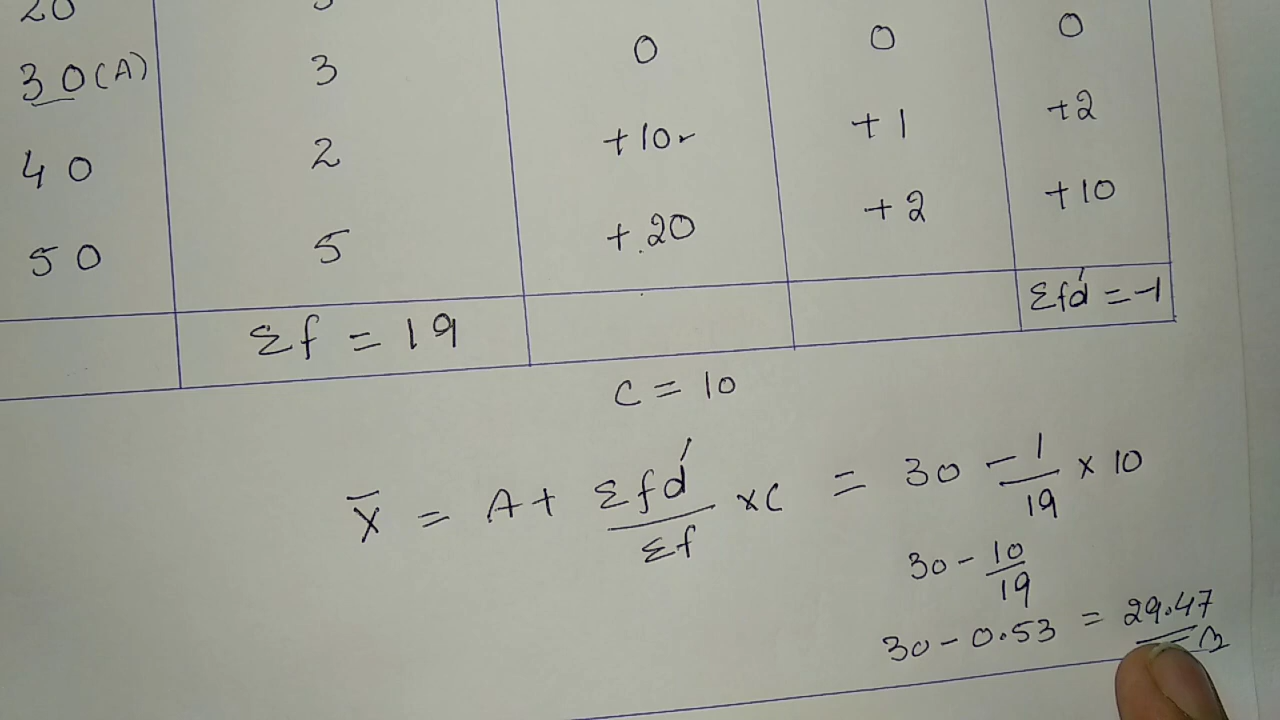 20
30(A) 3 0 0 0
40 2 +10 +1 +2
50 5 +20 +2 +10
Σf = 19 Σfd′ = -1
C = 10
X̄ = A + Σfd′/Σf × C = 30 - 1/19 × 10
30 - 10/19
30 - 0.53 = 29.47